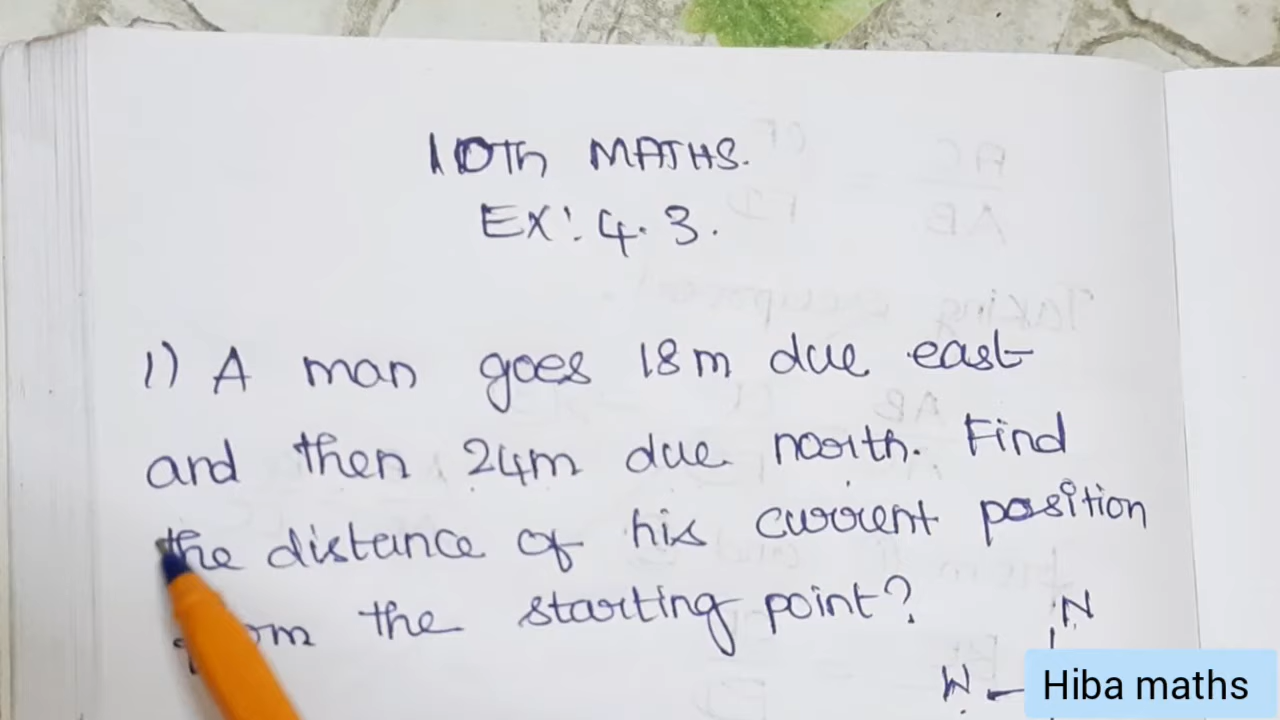 10Th MATHS.
EX: 4.3.
1) A man goes 18m due east
and then 24m due north. Find
the distance of his current position
the starting point?
N
W
Hiba maths